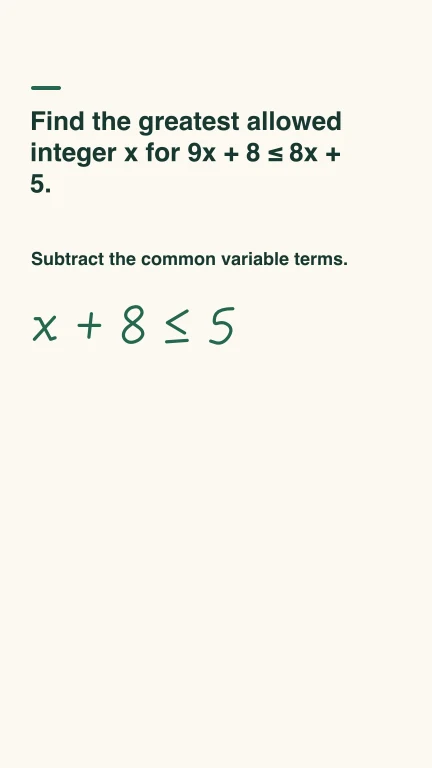 Find the greatest allowed
integer x for 9x + 8 ≤ 8x +
5.
Subtract the common variable terms.
x + 8 ≤ 5